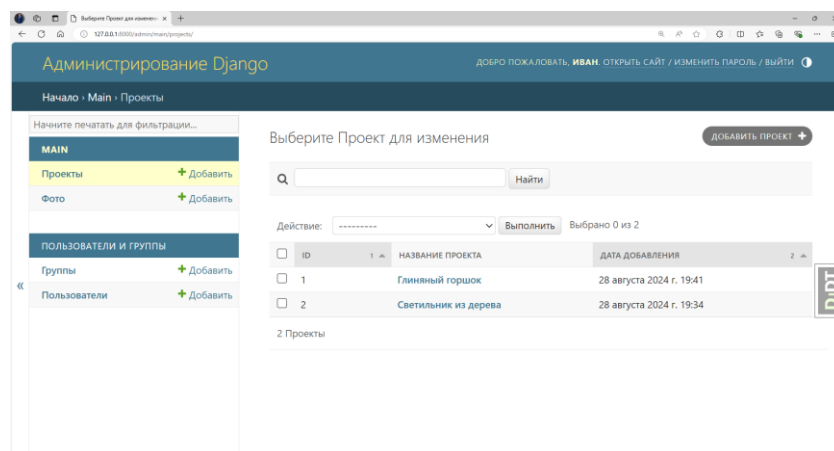 Выберите Проект для изменени
127.0.0.1:8000/admin/main/projects/
Администрирование Django
ДОБРО ПОЖАЛОВАТЬ, ИВАН. ОТКРЫТЬ САЙТ / ИЗМЕНИТЬ ПАРОЛЬ / ВЫЙТИ
Начало › Main › Проекты
Начните печатать для фильтрации...
MAIN
Проекты + Добавить
Фото + Добавить
ПОЛЬЗОВАТЕЛИ И ГРУППЫ
Группы + Добавить
Пользователи + Добавить
«
Выберите Проект для изменения
ДОБАВИТЬ ПРОЕКТ +
Найти
Действие: --------- Выполнить Выбрано 0 из 2
ID 1 НАЗВАНИЕ ПРОЕКТА ДАТА ДОБАВЛЕНИЯ 2
1 Глиняный горшок 28 августа 2024 г. 19:41
2 Светильник из дерева 28 августа 2024 г. 19:34
2 Проекты
DjDT